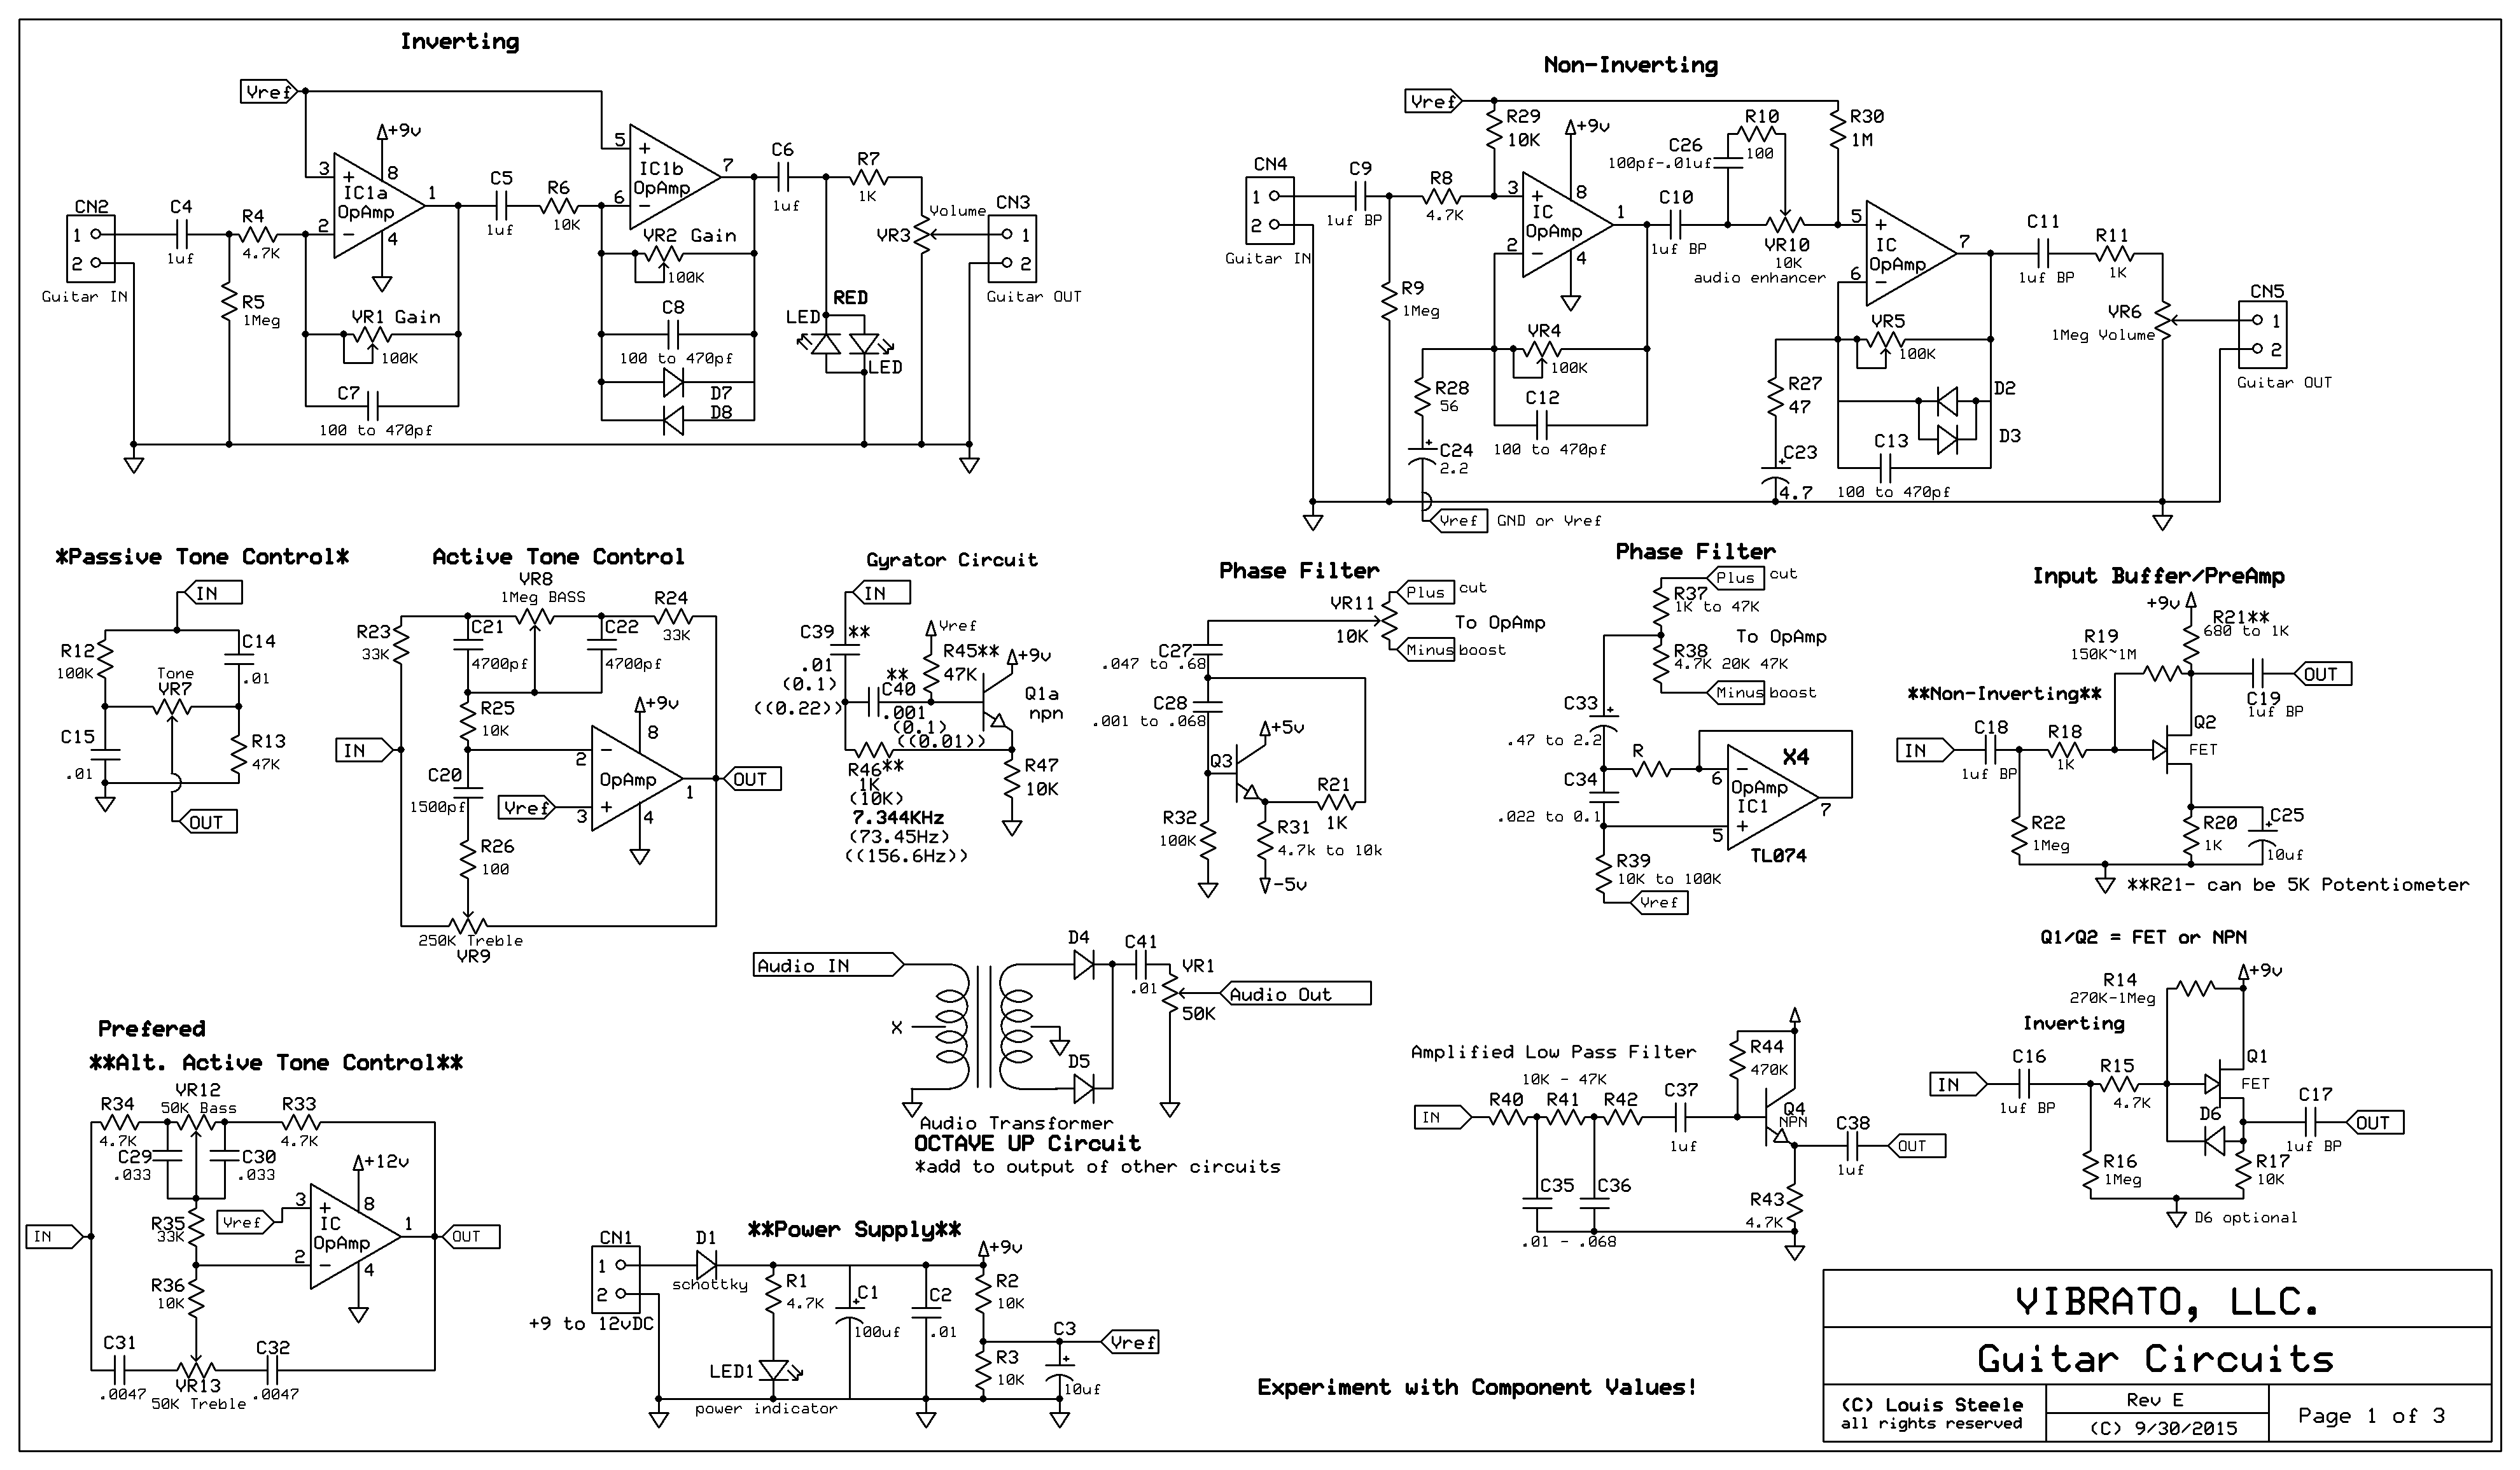 Inverting
Vref
+9v
3
+
8
IC1a
OpAmp
1
2
-
4
CN2
1
2
Guitar IN
C4
1uf
R4
4.7K
R5
1Meg
VR1 Gain
100K
C7
100 to 470pf
C5
1uf
R6
10K
5
+
IC1b
OpAmp
7
6
-
VR2 Gain
100K
C8
100 to 470pf
D7
D8
C6
1uf
R7
1K
RED
LED
LED
Volume
VR3
CN3
1
2
Guitar OUT
Non-Inverting
Vref
R29
10K
+9v
CN4
1
2
Guitar IN
C9
1uf BP
R8
4.7K
R9
1Meg
3
+
8
IC
OpAmp
1
2
-
4
VR4
100K
R28
56
C12
100 to 470pf
+
C24
2.2
Vref
GND or Vref
C10
1uf BP
C26
100pf-.01uf
R10
100
VR10
10K
audio enhancer
R30
1M
5
+
IC
OpAmp
7
6
-
VR5
100K
R27
47
+
C23
4.7
D2
D3
C13
100 to 470pf
C11
1uf BP
R11
1K
VR6
1Meg Volume
CN5
1
2
Guitar OUT
*Passive Tone Control*
IN
R12
100K
C14
.01
Tone
VR7
C15
.01
R13
47K
OUT
Active Tone Control
VR8
1Meg BASS
R23
33K
C21
4700pf
C22
4700pf
R24
33K
R25
10K
IN
C20
1500pf
+9v
8
2
-
OpAmp
Vref
+
3
4
1
OUT
R26
100
250K Treble
VR9
Gyrator Circuit
IN
C39 **
.01
(0.1)
((0.22))
Vref
R45**
47K
+9v
**
C40
.001
(0.1)
((0.01))
Q1a
npn
R46**
1K
(10K)
7.344KHz
(73.45Hz)
((156.6Hz))
R47
10K
Phase Filter
Plus
cut
VR11
10K
To OpAmp
Minus
boost
C27
.047 to .68
C28
.001 to .068
+5v
Q3
R21
1K
R32
100K
R31
4.7k to 10k
-5v
Phase Filter
Plus
cut
R37
1K to 47K
To OpAmp
R38
4.7K 20K 47K
Minus
boost
C33
+
.47 to 2.2
R
C34
.022 to 0.1
X4
-
6
OpAmp
IC1
7
5
+
TL074
R39
10K to 100K
Vref
Input Buffer/PreAmp
+9v
R21**
680 to 1K
R19
150K~1M
**Non-Inverting**
C19
1uf BP
OUT
IN
C18
1uf BP
R18
1K
Q2
FET
R22
1Meg
R20
1K
+
C25
10uf
**R21- can be 5K Potentiometer
Audio IN
X
D4
D5
C41
.01
VR1
50K
Audio Out
Audio Transformer
OCTAVE UP Circuit
*add to output of other circuits
Prefered
**Alt. Active Tone Control**
VR12
50K Bass
R34
4.7K
R33
4.7K
C29
.033
C30
.033
+12v
3
+
8
IC
OpAmp
1
2
-
4
Vref
R35
33K
IN
OUT
R36
10K
C31
.0047
VR13
50K Treble
C32
.0047
**Power Supply**
CN1
1
2
+9 to 12vDC
D1
schottky
R1
4.7K
LED1
power indicator
+
C1
100uf
C2
.01
+9v
R2
10K
R3
10K
C3
+
10uf
Vref
Amplified Low Pass Filter
10K - 47K
IN
R40
R41
R42
C37
1uf
R44
470K
Q4
NPN
C38
1uf
OUT
C35
C36
.01 - .068
R43
4.7K
Q1/Q2 = FET or NPN
R14
270K-1Meg
+9v
Inverting
IN
C16
1uf BP
R15
4.7K
Q1
FET
D6
C17
1uf BP
OUT
R16
1Meg
R17
10K
D6 optional
Experiment with Component Values!
VIBRATO, LLC.
Guitar Circuits
(C) Louis Steele
all rights reserved
Rev E
(C) 9/30/2015
Page 1 of 3